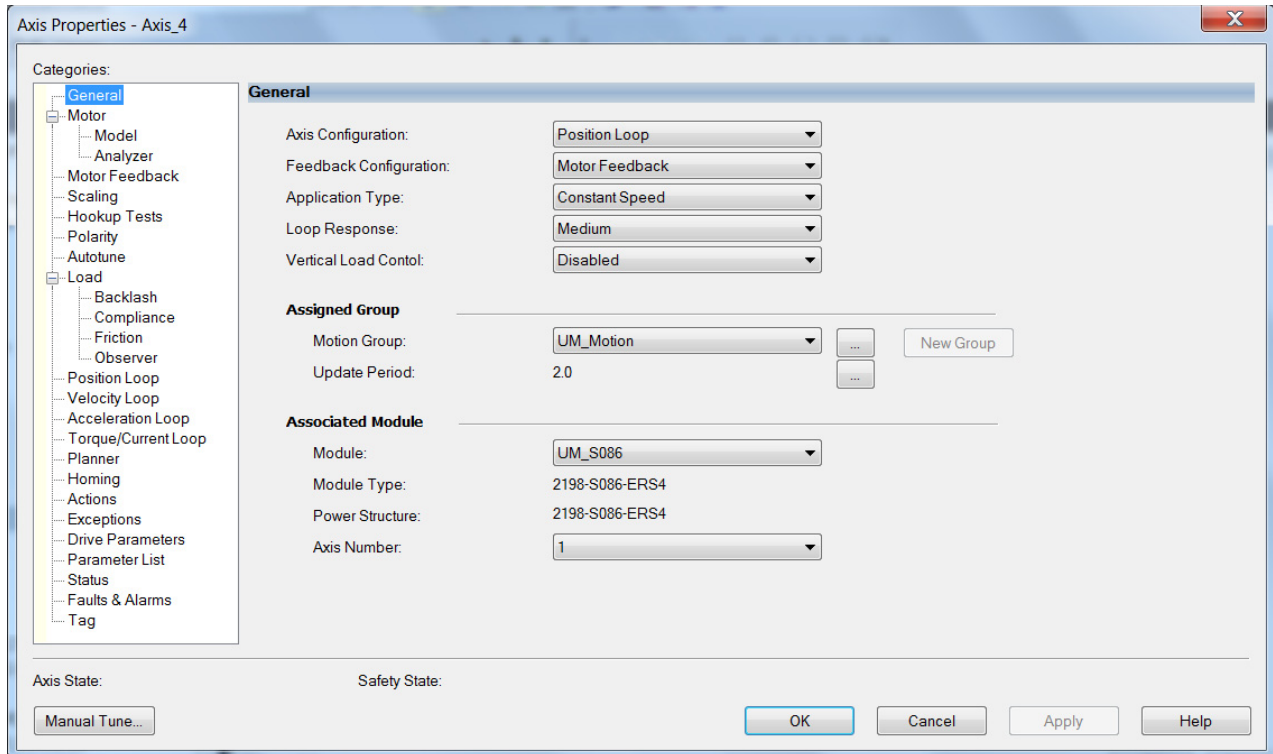 Axis Properties - Axis_4
X
Categories:
General
Motor
Model
Analyzer
Motor Feedback
Scaling
Hookup Tests
Polarity
Autotune
Load
Backlash
Compliance
Friction
Observer
Position Loop
Velocity Loop
Acceleration Loop
Torque/Current Loop
Planner
Homing
Actions
Exceptions
Drive Parameters
Parameter List
Status
Faults & Alarms
Tag
General
Axis Configuration: Position Loop
Feedback Configuration: Motor Feedback
Application Type: Constant Speed
Loop Response: Medium
Vertical Load Contol: Disabled
Assigned Group
Motion Group: UM_Motion ... New Group
Update Period: 2.0 ...
Associated Module
Module: UM_S086
Module Type: 2198-S086-ERS4
Power Structure: 2198-S086-ERS4
Axis Number: 1
Axis State: Safety State:
Manual Tune... OK Cancel Apply Help